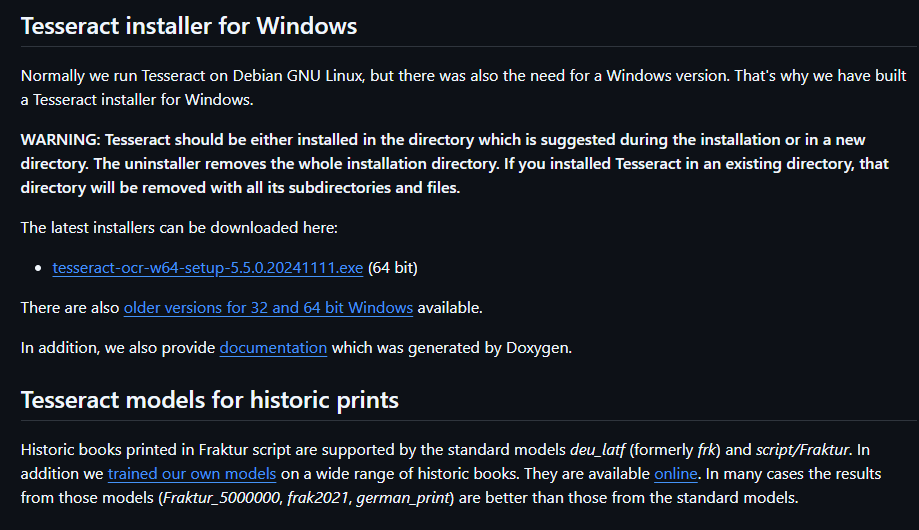 Tesseract installer for Windows
Normally we run Tesseract on Debian GNU Linux, but there was also the need for a Windows version. That's why we have built
a Tesseract installer for Windows.
WARNING: Tesseract should be either installed in the directory which is suggested during the installation or in a new
directory. The uninstaller removes the whole installation directory. If you installed Tesseract in an existing directory, that
directory will be removed with all its subdirectories and files.
The latest installers can be downloaded here:
• tesseract-ocr-w64-setup-5.5.0.20241111.exe (64 bit)
There are also older versions for 32 and 64 bit Windows available.
In addition, we also provide documentation which was generated by Doxygen.
Tesseract models for historic prints
Historic books printed in Fraktur script are supported by the standard models deu_latf (formerly frk) and script/Fraktur. In
addition we trained our own models on a wide range of historic books. They are available online. In many cases the results
from those models (Fraktur_5000000, frak2021, german_print) are better than those from the standard models.